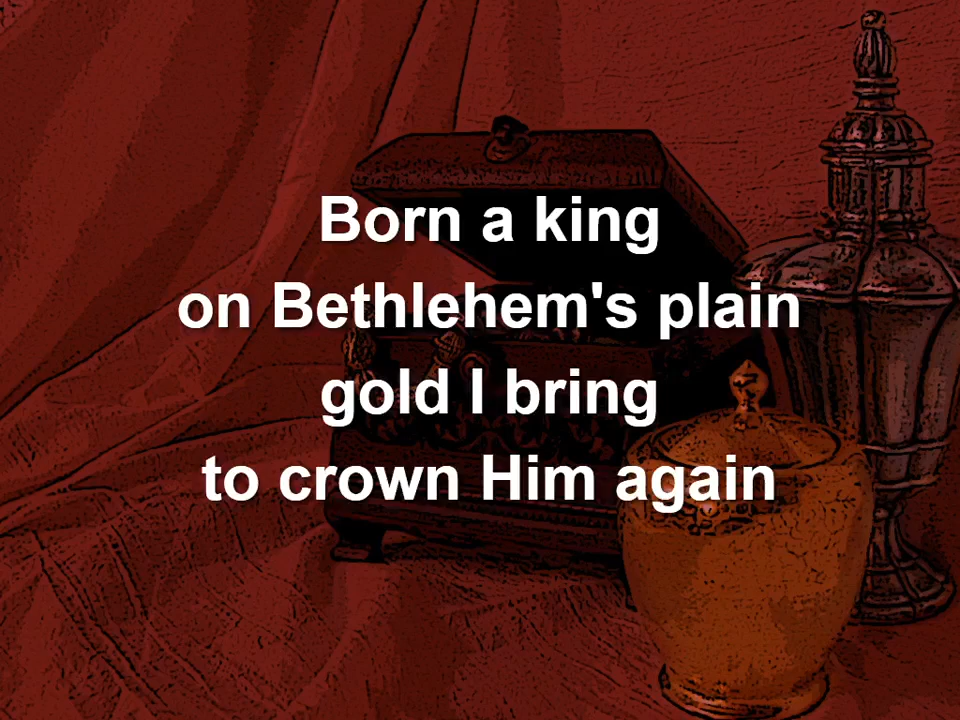 Born a king
on Bethlehem's plain
gold I bring
to crown Him again